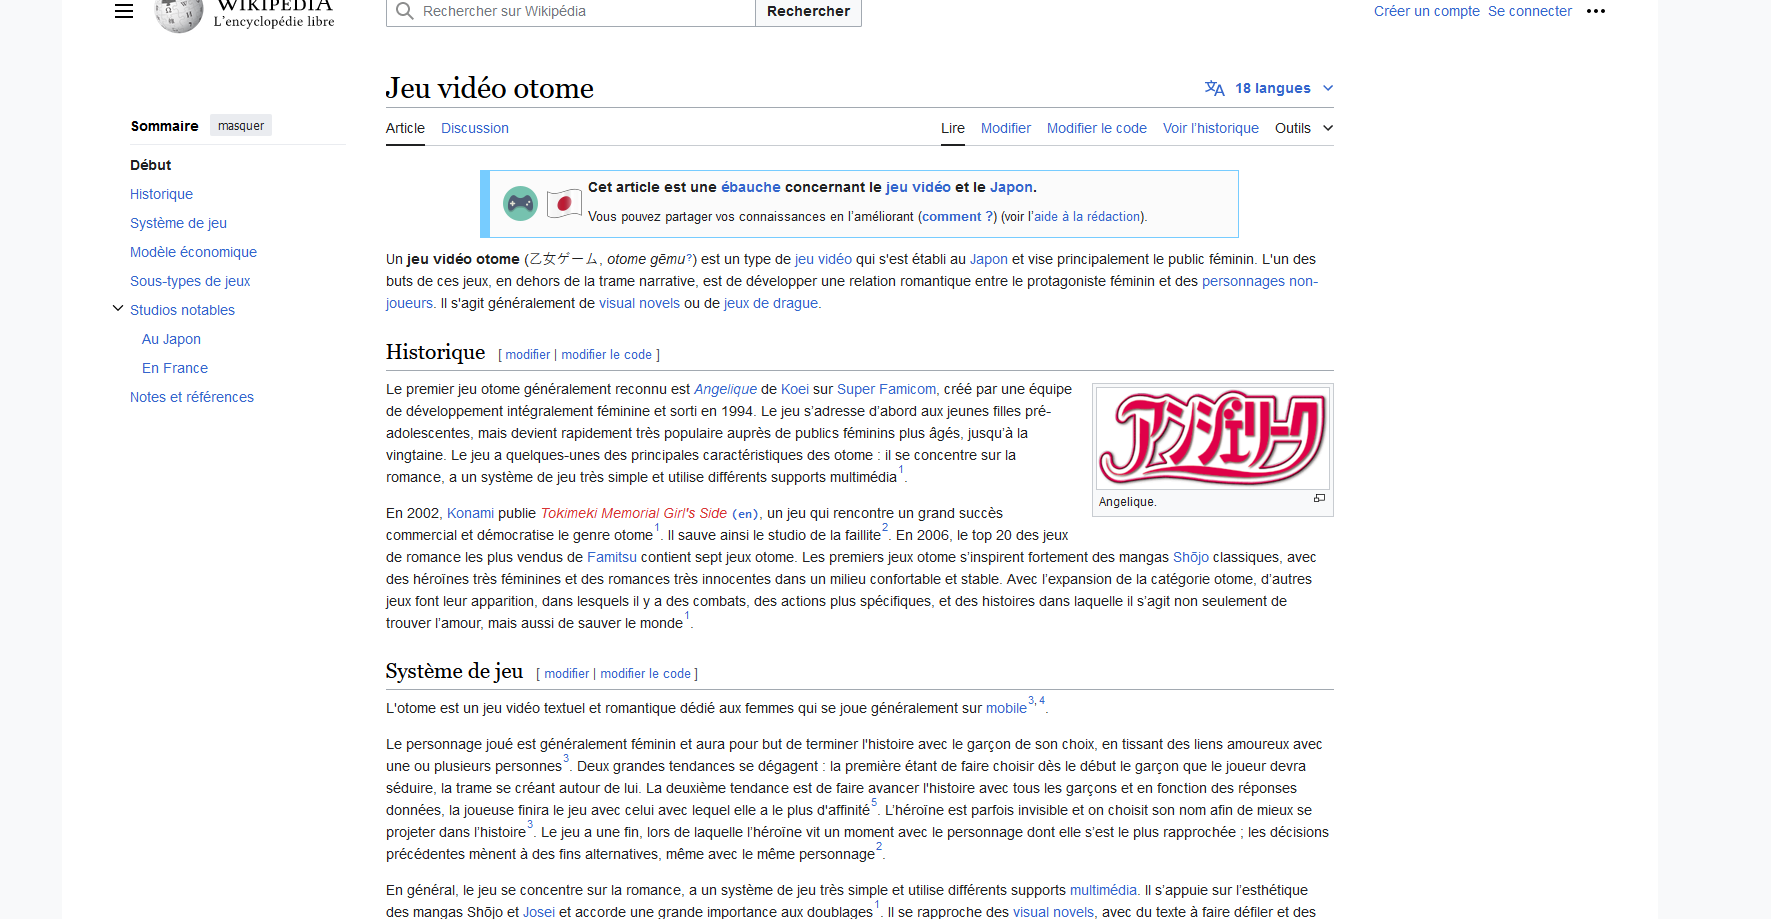 WIKIPEDIA
L'encyclopédie libre
Rechercher sur Wikipédia
Rechercher
Créer un compte Se connecter
Jeu vidéo otome
18 langues
Article Discussion
Lire Modifier Modifier le code Voir l'historique Outils
Sommaire masquer
Début
Historique
Système de jeu
Modèle économique
Sous-types de jeux
Studios notables
Au Japon
En France
Notes et références
Cet article est une ébauche concernant le jeu vidéo et le Japon.
Vous pouvez partager vos connaissances en l'améliorant (comment ?) (voir l'aide à la rédaction).
Un jeu vidéo otome (乙女ゲーム, otome gēmu?) est un type de jeu vidéo qui s'est établi au Japon et vise principalement le public féminin. L'un des
buts de ces jeux, en dehors de la trame narrative, est de développer une relation romantique entre le protagoniste féminin et des personnages non-
joueurs. Il s'agit généralement de visual novels ou de jeux de drague.
Historique [ modifier | modifier le code ]
Le premier jeu otome généralement reconnu est Angelique de Koei sur Super Famicom, créé par une équipe
de développement intégralement féminine et sorti en 1994. Le jeu s'adresse d'abord aux jeunes filles pré-
adolescentes, mais devient rapidement très populaire auprès de publics féminins plus âgés, jusqu'à la
vingtaine. Le jeu a quelques-unes des principales caractéristiques des otome : il se concentre sur la
romance, a un système de jeu très simple et utilise différents supports multimédia1.
アンジェリーク
Angelique.
En 2002, Konami publie Tokimeki Memorial Girl's Side (en), un jeu qui rencontre un grand succès
commercial et démocratise le genre otome1. Il sauve ainsi le studio de la faillite2. En 2006, le top 20 des jeux
de romance les plus vendus de Famitsu contient sept jeux otome. Les premiers jeux otome s'inspirent fortement des mangas Shōjo classiques, avec
des héroïnes très féminines et des romances très innocentes dans un milieu confortable et stable. Avec l'expansion de la catégorie otome, d'autres
jeux font leur apparition, dans lesquels il y a des combats, des actions plus spécifiques, et des histoires dans laquelle il s'agit non seulement de
trouver l'amour, mais aussi de sauver le monde1.
Système de jeu [ modifier | modifier le code ]
L'otome est un jeu vidéo textuel et romantique dédié aux femmes qui se joue généralement sur mobile3, 4.
Le personnage joué est généralement féminin et aura pour but de terminer l'histoire avec le garçon de son choix, en tissant des liens amoureux avec
une ou plusieurs personnes3. Deux grandes tendances se dégagent : la première étant de faire choisir dès le début le garçon que le joueur devra
séduire, la trame se créant autour de lui. La deuxième tendance est de faire avancer l'histoire avec tous les garçons et en fonction des réponses
données, la joueuse finira le jeu avec celui avec lequel elle a le plus d'affinité5. L'héroïne est parfois invisible et on choisit son nom afin de mieux se
projeter dans l'histoire3. Le jeu a une fin, lors de laquelle l'héroïne vit un moment avec le personnage dont elle s'est le plus rapprochée ; les décisions
précédentes mènent à des fins alternatives, même avec le même personnage2.
En général, le jeu se concentre sur la romance, a un système de jeu très simple et utilise différents supports multimédia. Il s'appuie sur l'esthétique
des mangas Shōjo et Josei et accorde une grande importance aux doublages1. Il se rapproche des visual novels, avec du texte à faire défiler et des